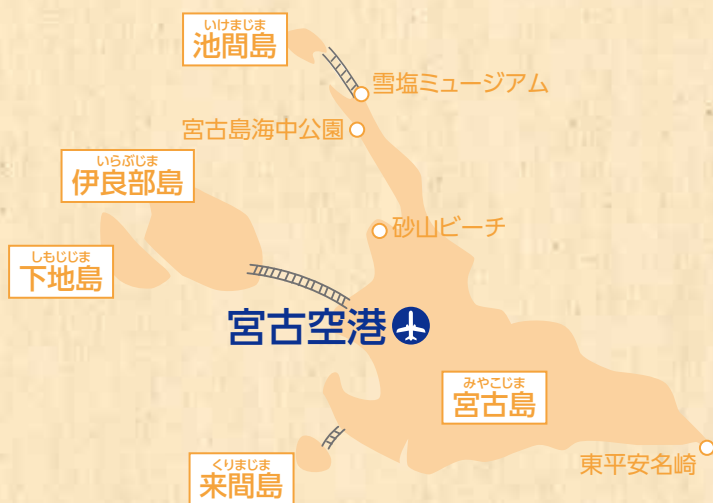 いけまじま
池間島
雪塩ミュージアム
宮古島海中公園
いらぶじま
伊良部島
砂山ビーチ
しもじじま
下地島
宮古空港
みやこじま
宮古島
東平安名崎
くりまじま
来間島